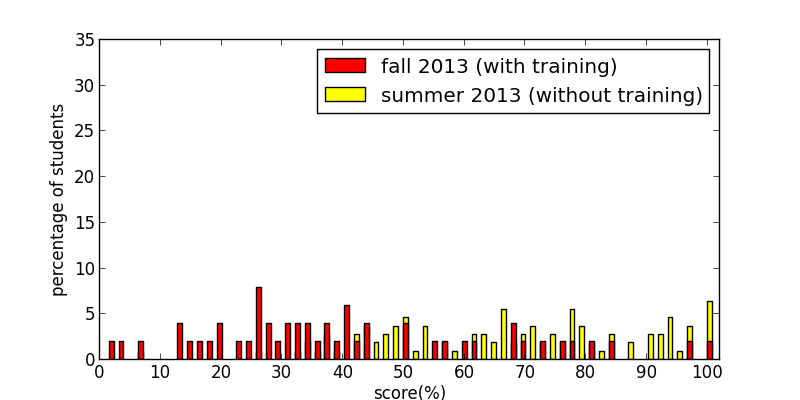 35
30
25
20
15
10
5
0
percentage of students
fall 2013 (with training)
summer 2013 (without training)
0 10 20 30 40 50 60 70 80 90 100
score(%)